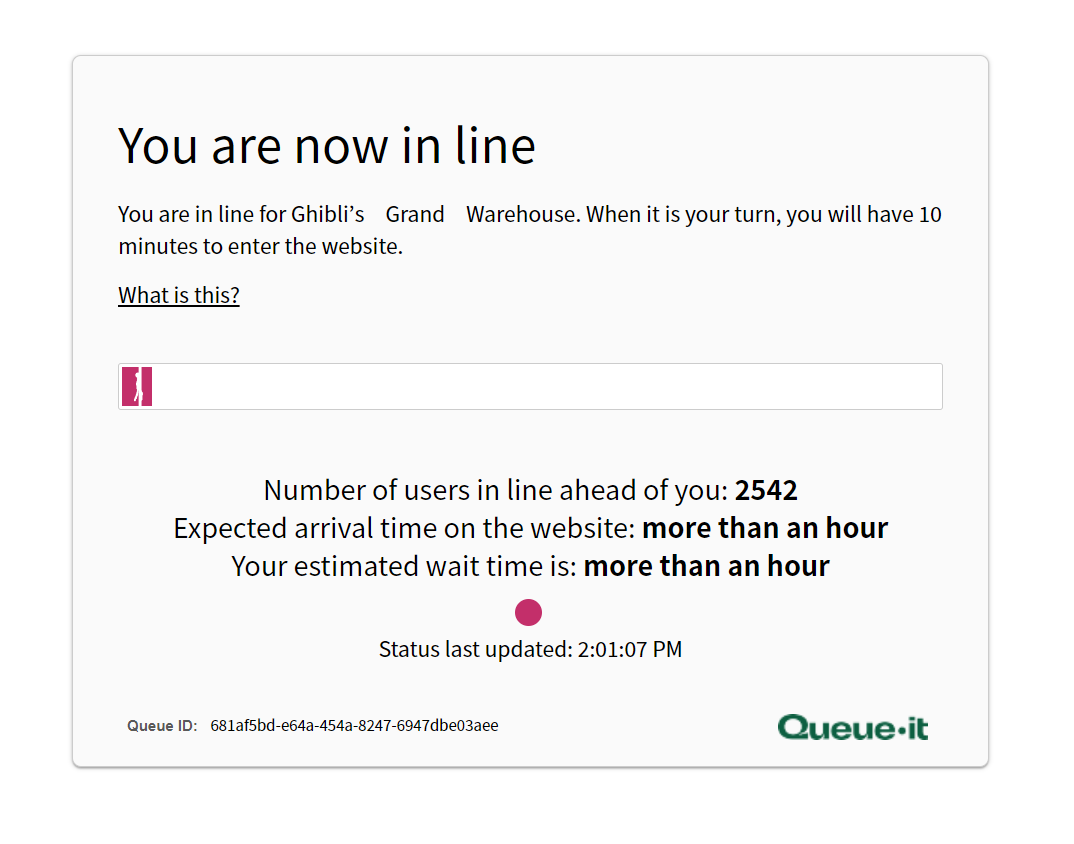 You are now in line
You are in line for Ghibli’s　Grand　Warehouse. When it is your turn, you will have 10
minutes to enter the website.
What is this?
Number of users in line ahead of you: 2542
Expected arrival time on the website: more than an hour
Your estimated wait time is: more than an hour
Status last updated: 2:01:07 PM
Queue ID: 681af5bd-e64a-454a-8247-6947dbe03aee
Queue-it